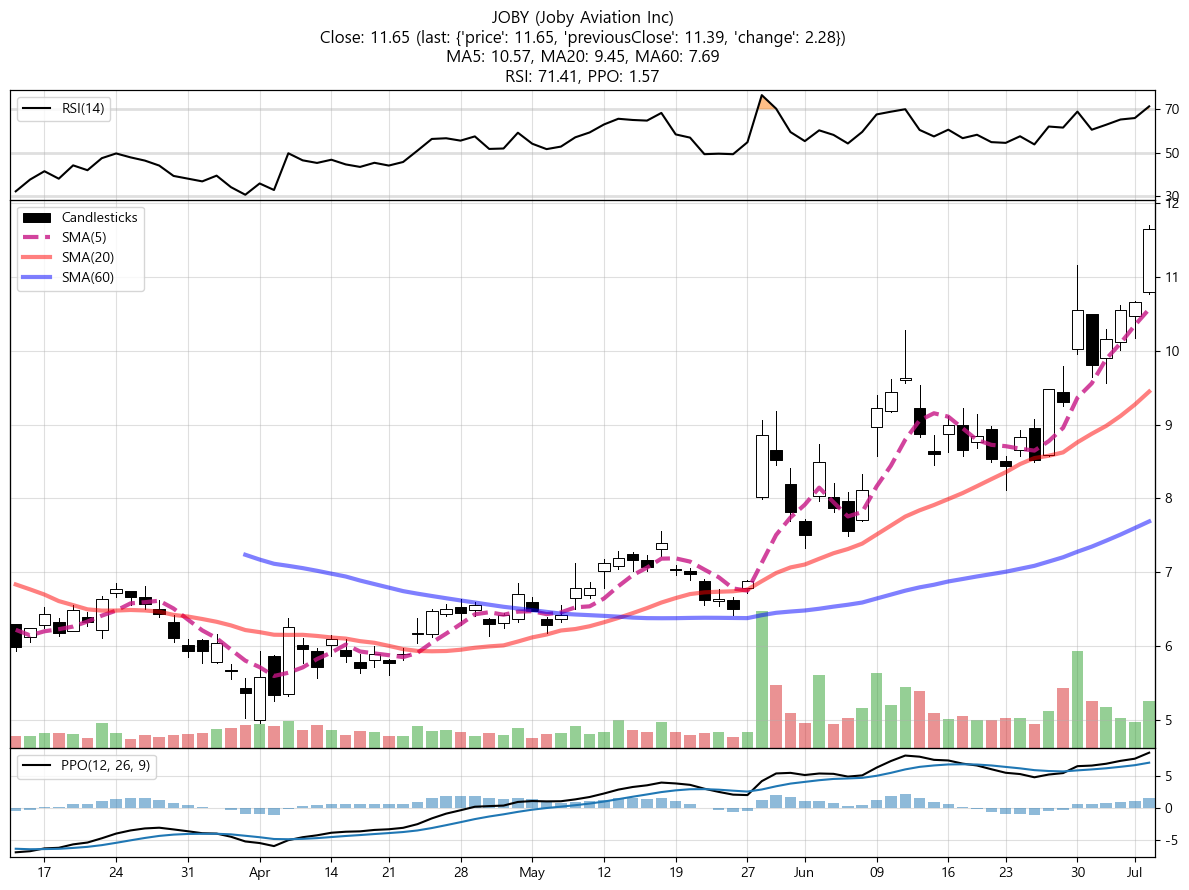 JOBY (Joby Aviation Inc)
Close: 11.65 (last: {'price': 11.65, 'previousClose': 11.39, 'change': 2.28})
MA5: 10.57, MA20: 9.45, MA60: 7.69
RSI: 71.41, PPO: 1.57
RSI(14)
70
50
30
Candlesticks
SMA(5)
SMA(20)
SMA(60)
12
11
10
9
8
7
6
5
PPO(12, 26, 9)
5
0
-5
17 24 31 Apr 14 21 28 May 12 19 27 Jun 09 16 23 30 Jul